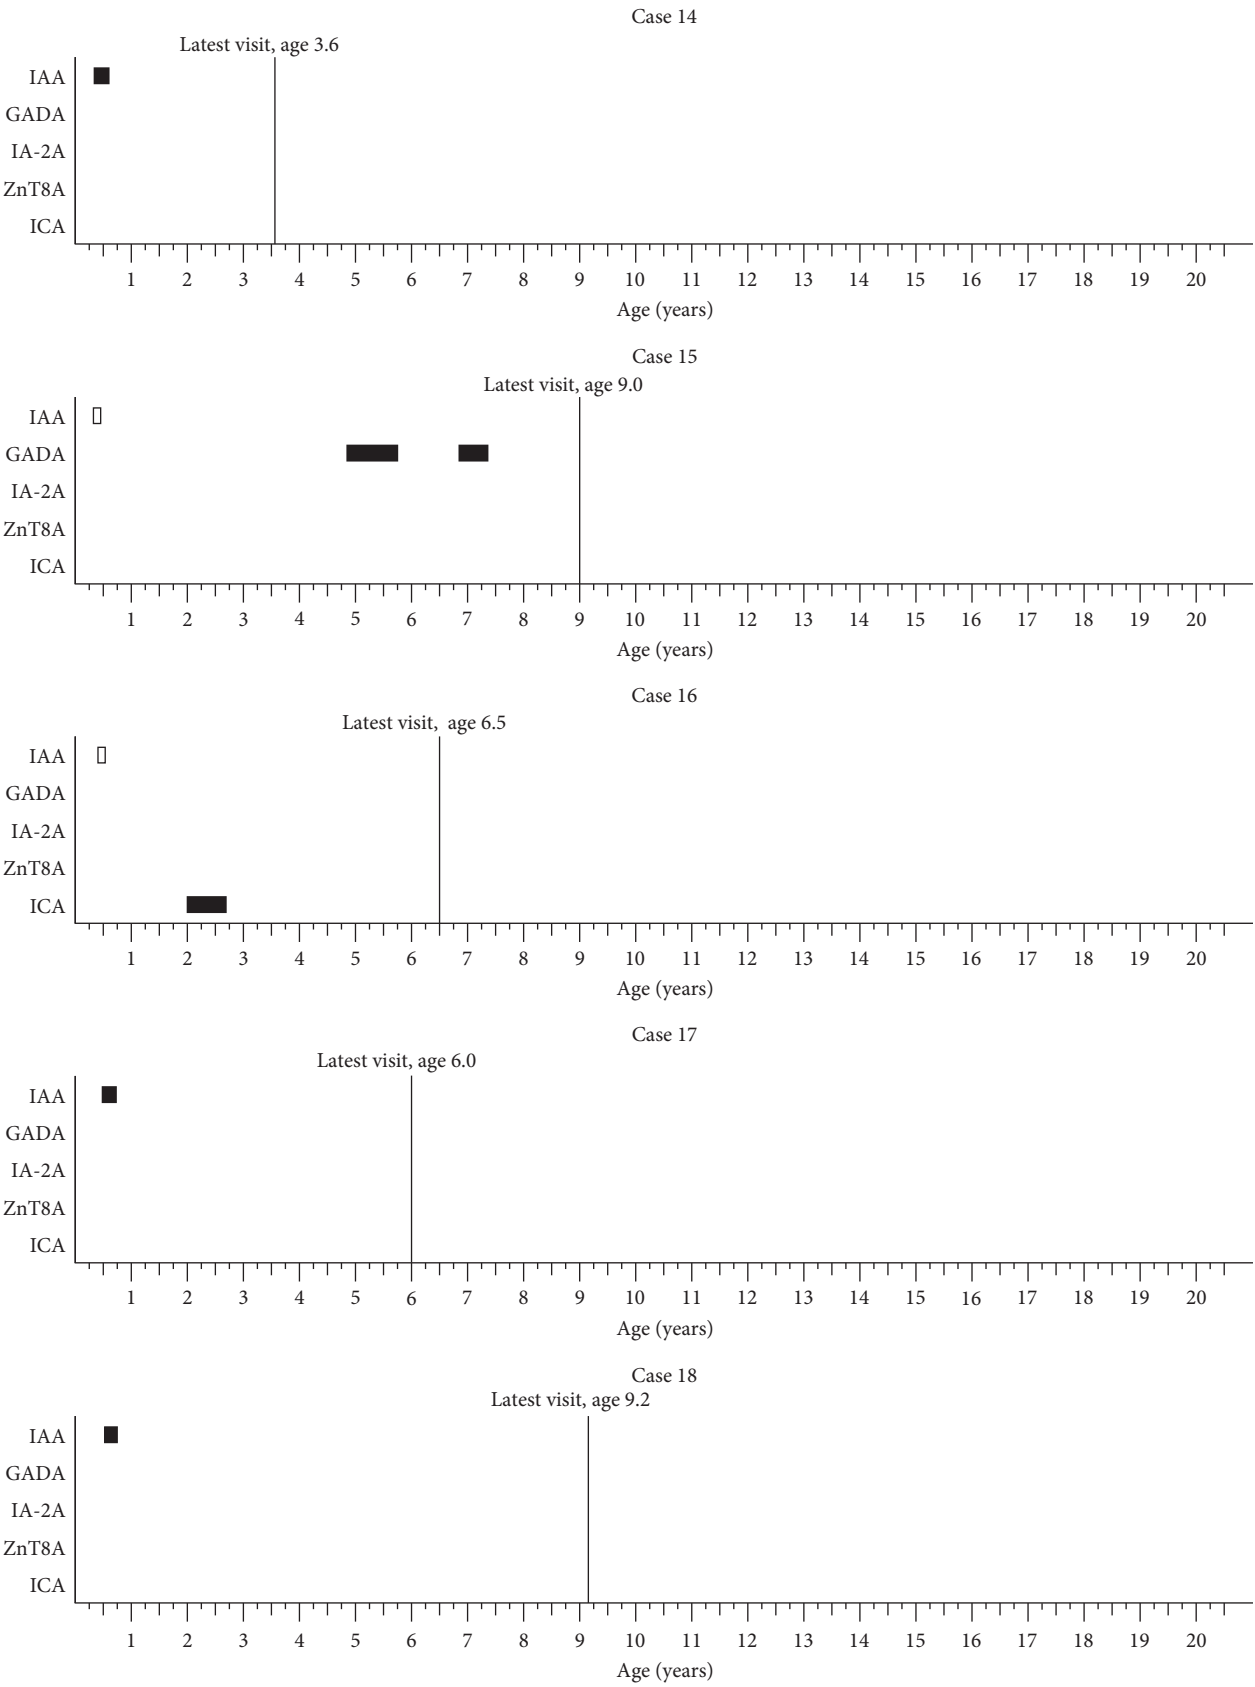 Case 14
Latest visit, age 3.6
IAA
GADA
IA-2A
ZnT8A
ICA
1 2 3 4 5 6 7 8 9 10 11 12 13 14 15 16 17 18 19 20
Age (years)
Case 15
Latest visit, age 9.0
IAA
GADA
IA-2A
ZnT8A
ICA
1 2 3 4 5 6 7 8 9 10 11 12 13 14 15 16 17 18 19 20
Age (years)
Case 16
Latest visit, age 6.5
IAA
GADA
IA-2A
ZnT8A
ICA
1 2 3 4 5 6 7 8 9 10 11 12 13 14 15 16 17 18 19 20
Age (years)
Case 17
Latest visit, age 6.0
IAA
GADA
IA-2A
ZnT8A
ICA
1 2 3 4 5 6 7 8 9 10 11 12 13 14 15 16 17 18 19 20
Age (years)
Case 18
Latest visit, age 9.2
IAA
GADA
IA-2A
ZnT8A
ICA
1 2 3 4 5 6 7 8 9 10 11 12 13 14 15 16 17 18 19 20
Age (years)